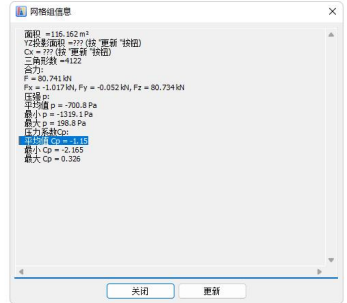 网格组信息
面积 =116.162 m²
YZ投影面积 =??? (按 "更新 "按钮)
Cx = ??? (按 "更新 "按钮)
三角形数 =4122
合力:
F = 80.741 kN
Fx = -1.017 kN, Fy = -0.052 kN, Fz = 80.734 kN
压强 p:
平均值 p = -700.8 Pa
最小 p = -1319.1 Pa
最大 p = 198.8 Pa
压力系数Cp:
平均值 Cp = -1.15
最小 Cp = -2.165
最大 Cp = 0.326
关闭
更新